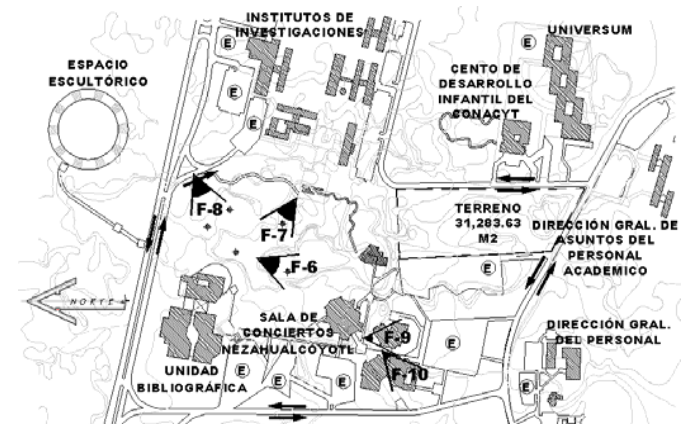 INSTITUTOS DE
INVESTIGACIONES
UNIVERSUM
ESPACIO
ESCULTÓRICO
CENTO DE
DESARROLLO
INFANTIL DEL
CONACYT
E
E
E
E
F-8
F-7
F-6
TERRENO
31,283.63
M2
DIRECCIÓN GRAL. DE
ASUNTOS DEL
PERSONAL
ACADEMICO
E
NORTE
SALA DE
CONCIERTOS
NEZAHUALCÓYOTL
F-9
F-10
E
DIRECCIÓN GRAL.
DEL PERSONAL
UNIDAD
BIBLIOGRÁFICA
E
E
E
E
E